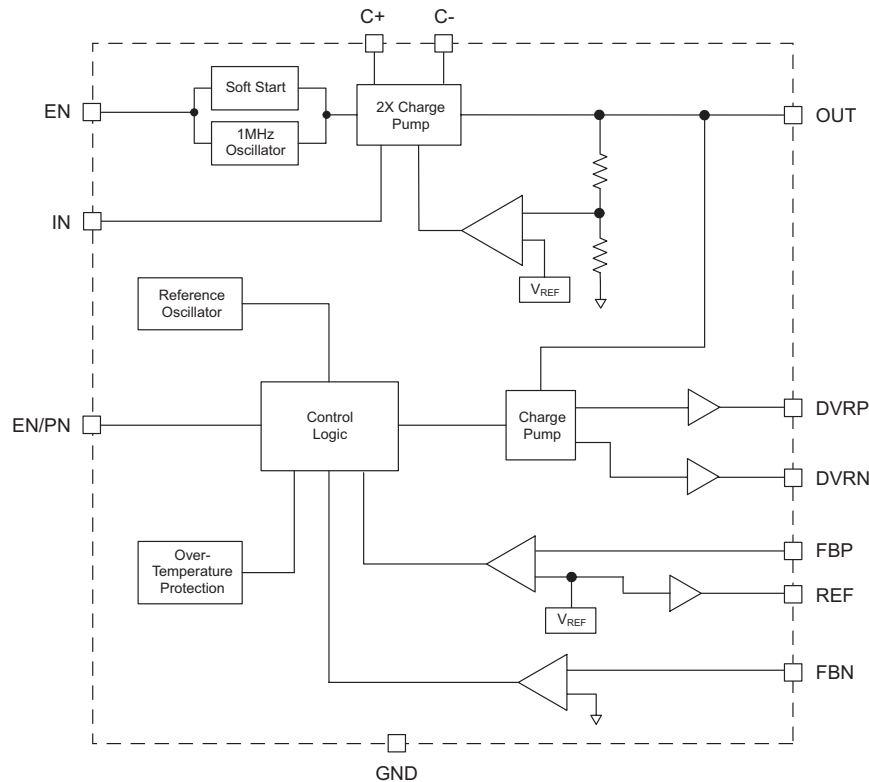 C+ C-
EN
Soft Start
1MHz
Oscillator
2X Charge
Pump
OUT
IN
VREF
Reference
Oscillator
EN/PN
Control
Logic
Charge
Pump
DVRP
DVRN
Over-
Temperature
Protection
FBP
VREF
REF
FBN
GND